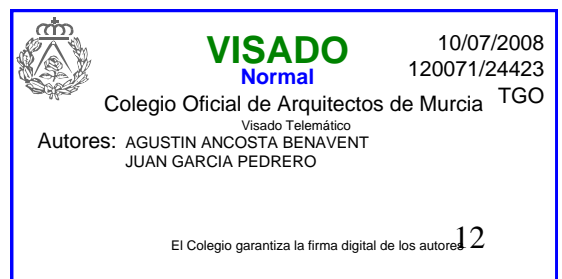 VISADO
10/07/2008
Normal
120071/24423
Colegio Oficial de Arquitectos de Murcia
TGO
Visado Telemático
Autores: AGUSTIN ANCOSTA BENAVENT
JUAN GARCIA PEDRERO
El Colegio garantiza la firma digital de los autores
12